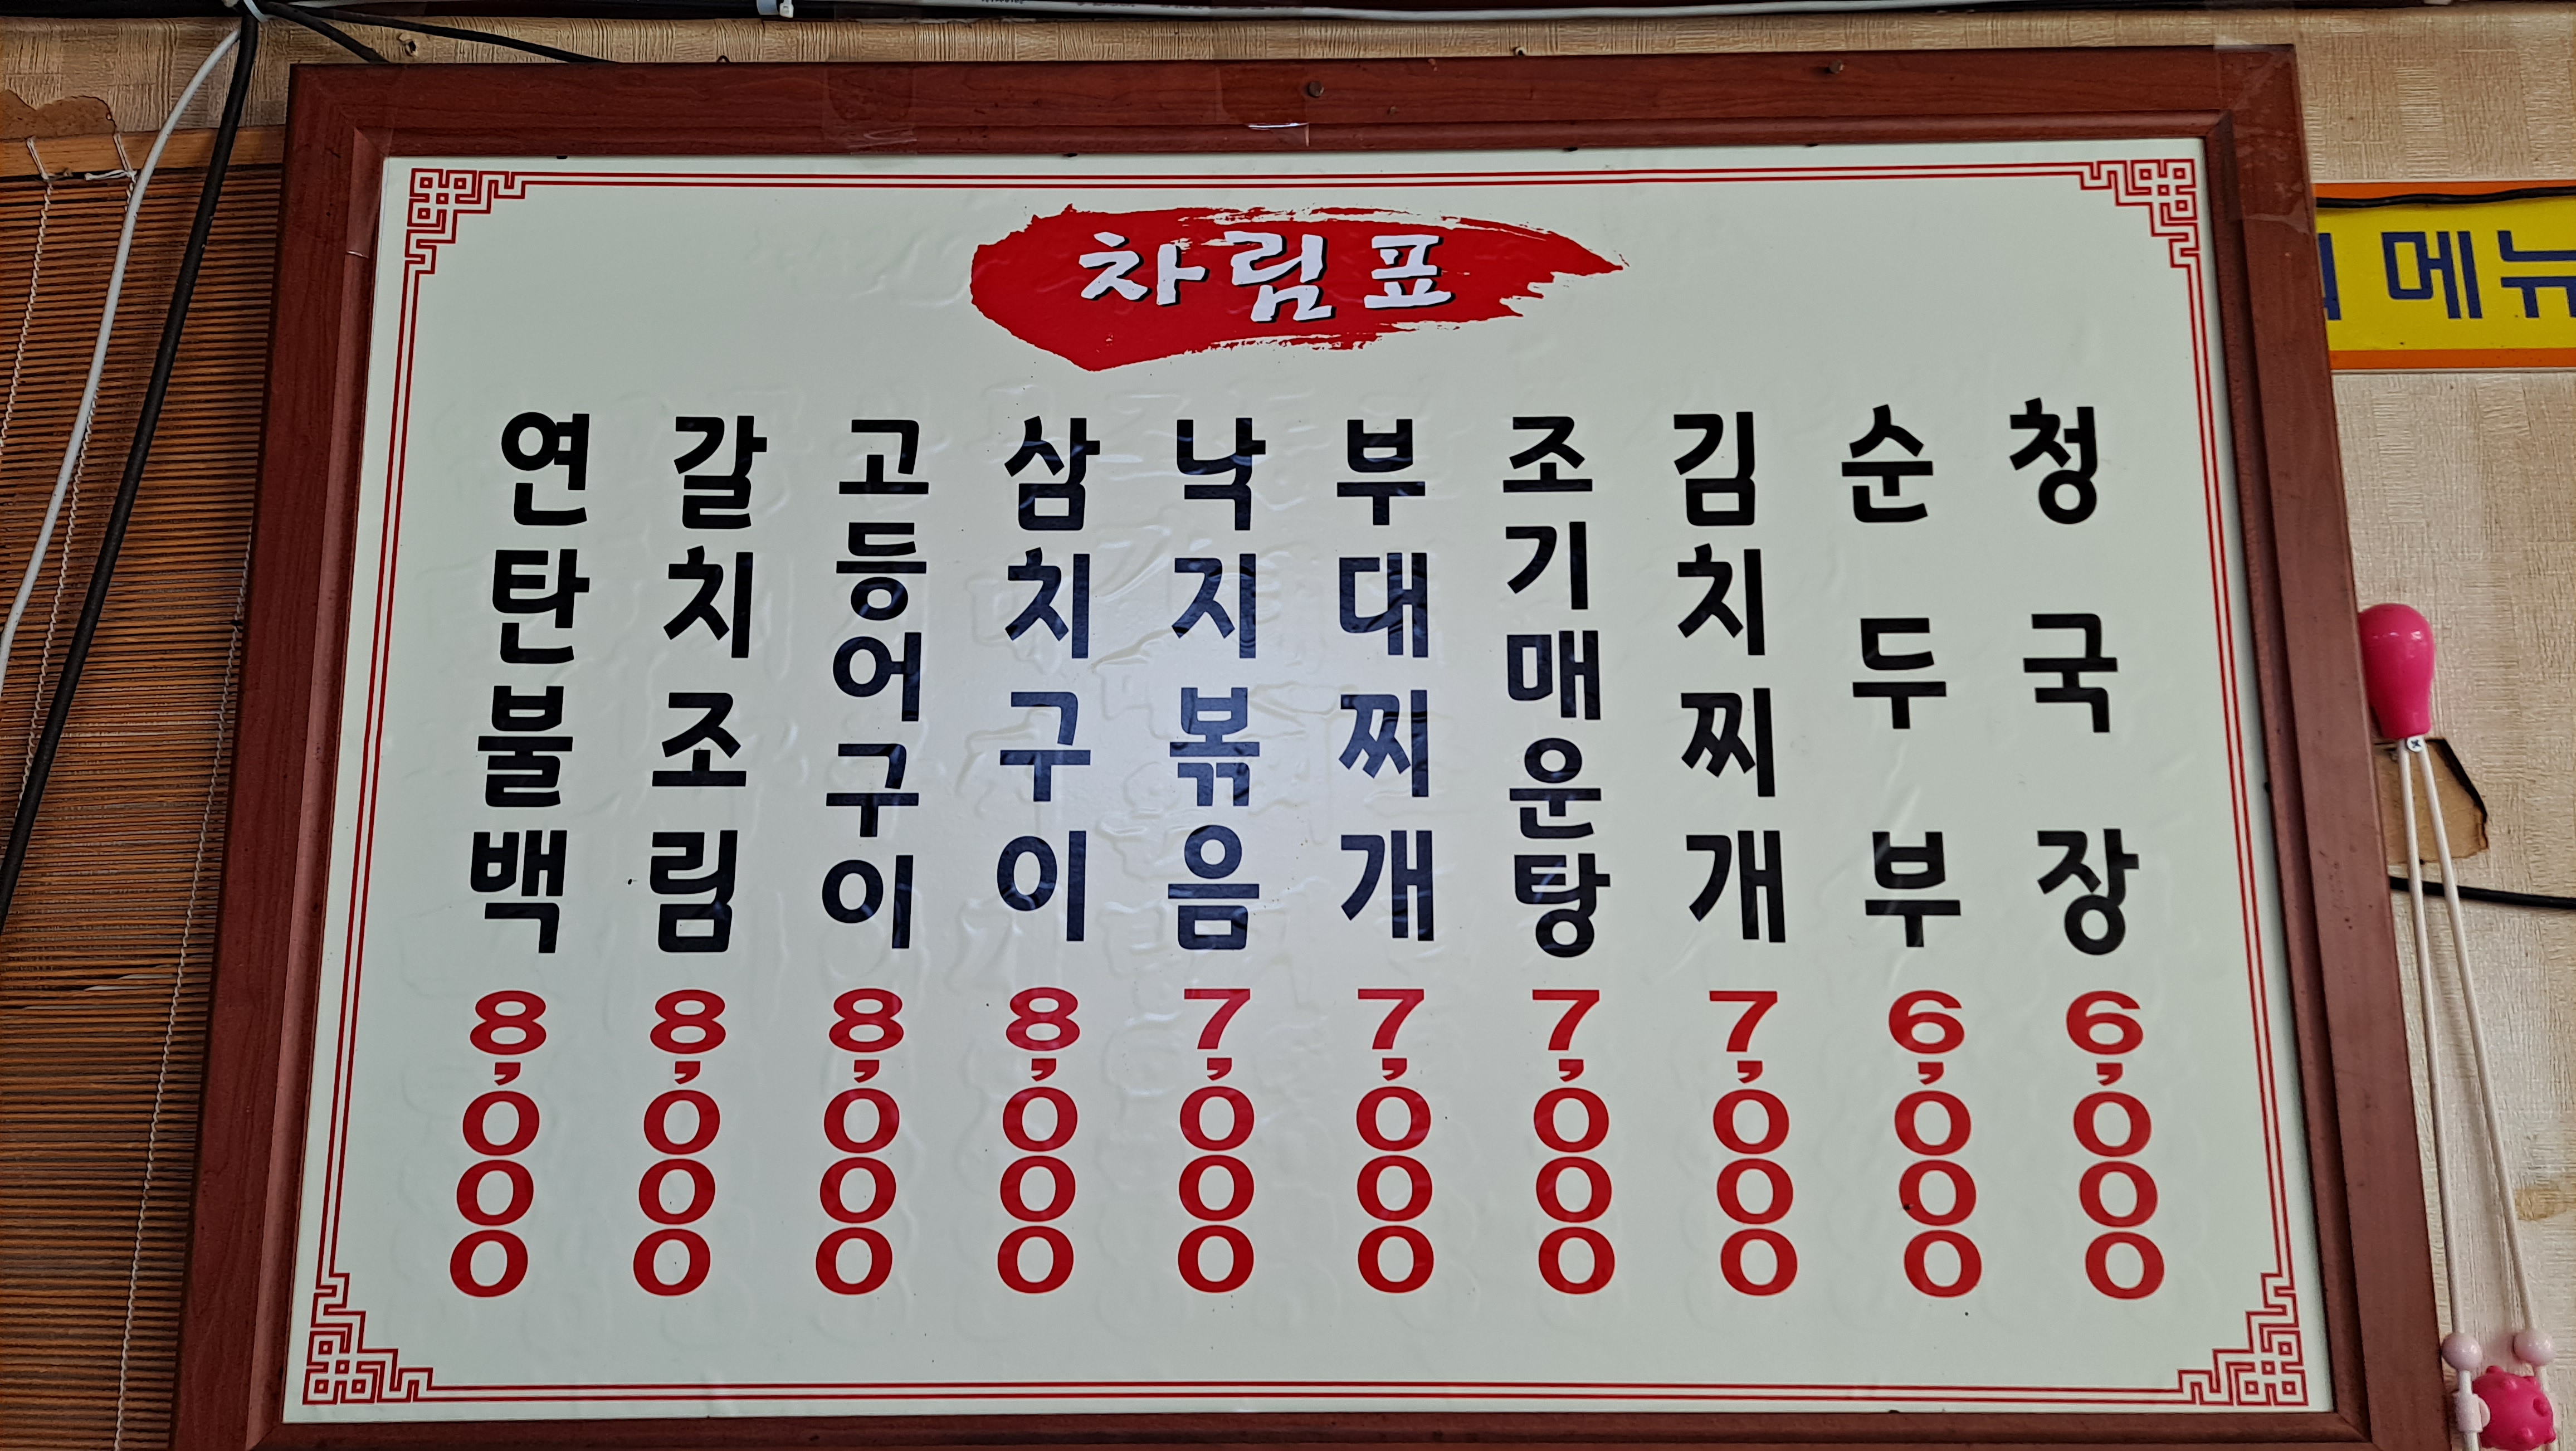 차림표
연탄불백 8,000
갈치조림 8,000
고등어구이 8,000
삼치구이 8,000
낙지볶음 7,000
부대찌개 7,000
조기매운탕 7,000
김치찌개 7,000
순두부 6,000
청국장 6,000
메뉴